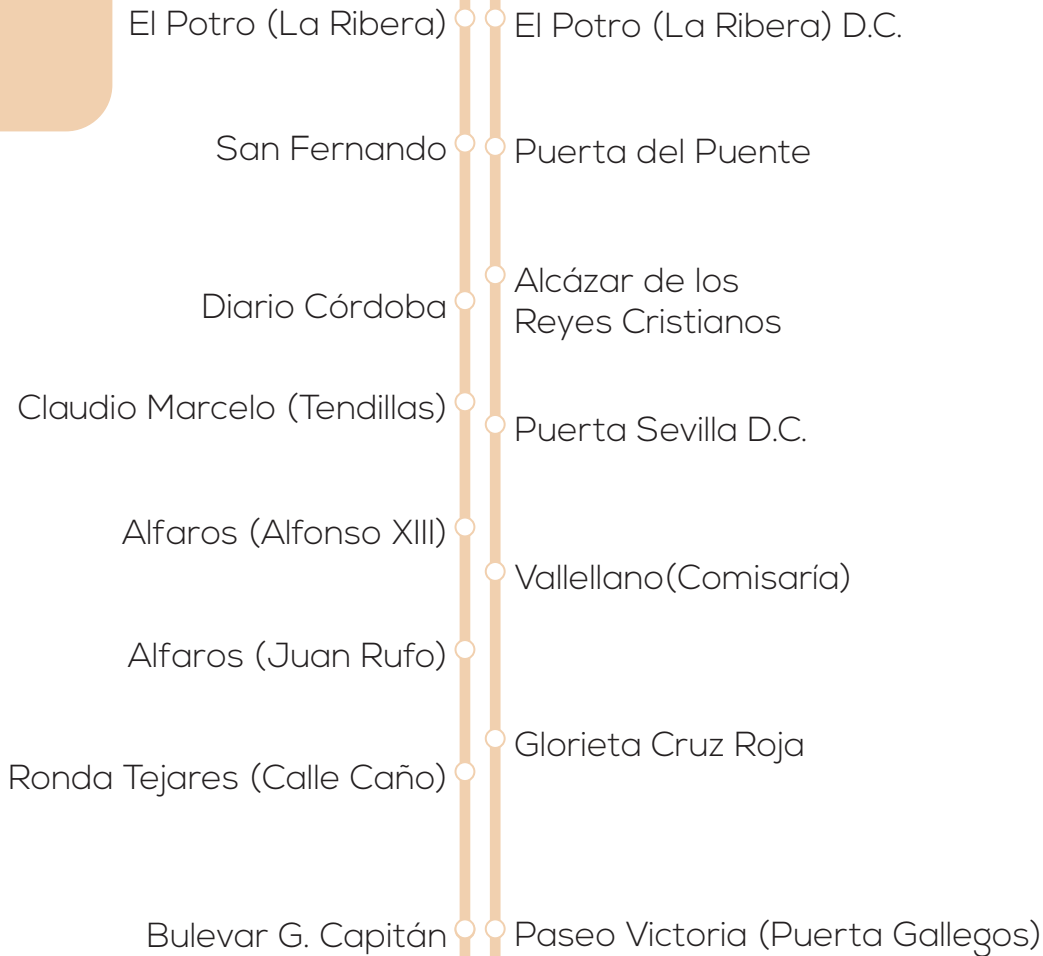 El Potro (La Ribera)
El Potro (La Ribera) D.C.
San Fernando
Puerta del Puente
Alcázar de los
Reyes Cristianos
Diario Córdoba
Claudio Marcelo (Tendillas)
Puerta Sevilla D.C.
Alfaros (Alfonso XIII)
Vallellano(Comisaría)
Alfaros (Juan Rufo)
Glorieta Cruz Roja
Ronda Tejares (Calle Caño)
Bulevar G. Capitán
Paseo Victoria (Puerta Gallegos)